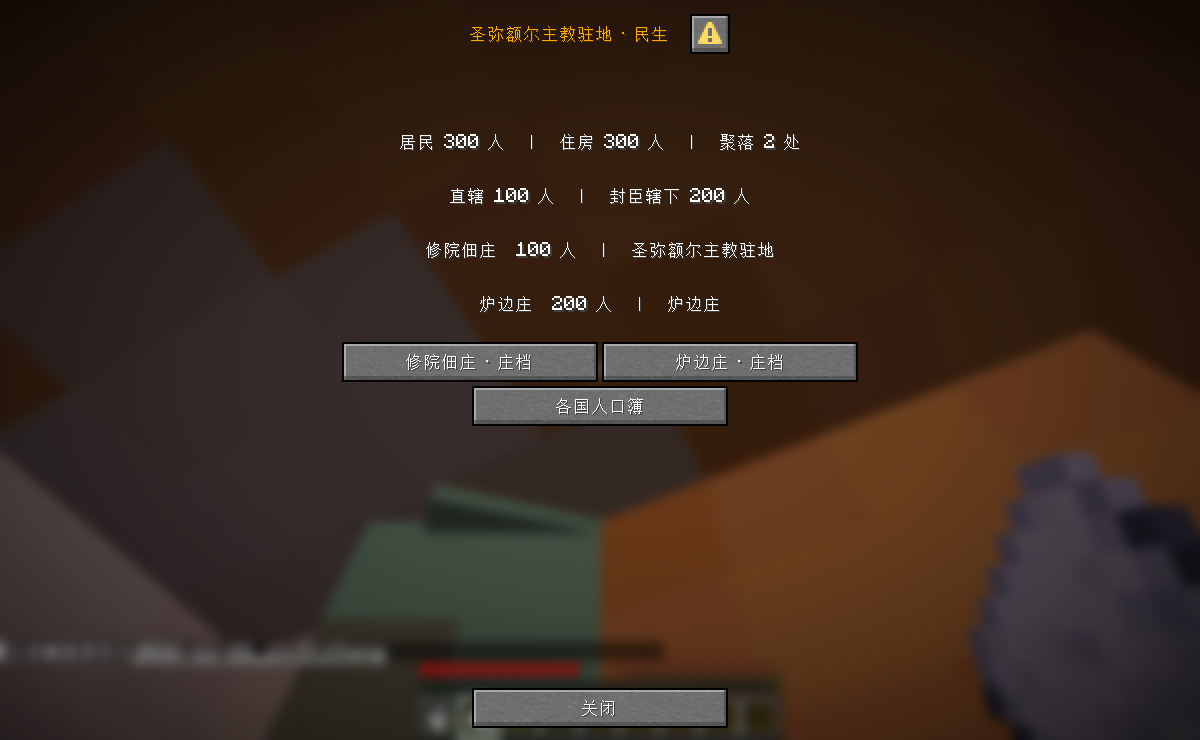 圣弥额尔主教驻地 · 民生
居民 300 人 | 住房 300 人 | 聚落 2 处
直辖 100 人 | 封臣辖下 200 人
修院佃庄 100 人 | 圣弥额尔主教驻地
炉边庄 200 人 | 炉边庄
修院佃庄 · 庄档
炉边庄 · 庄档
各国人口簿
关闭